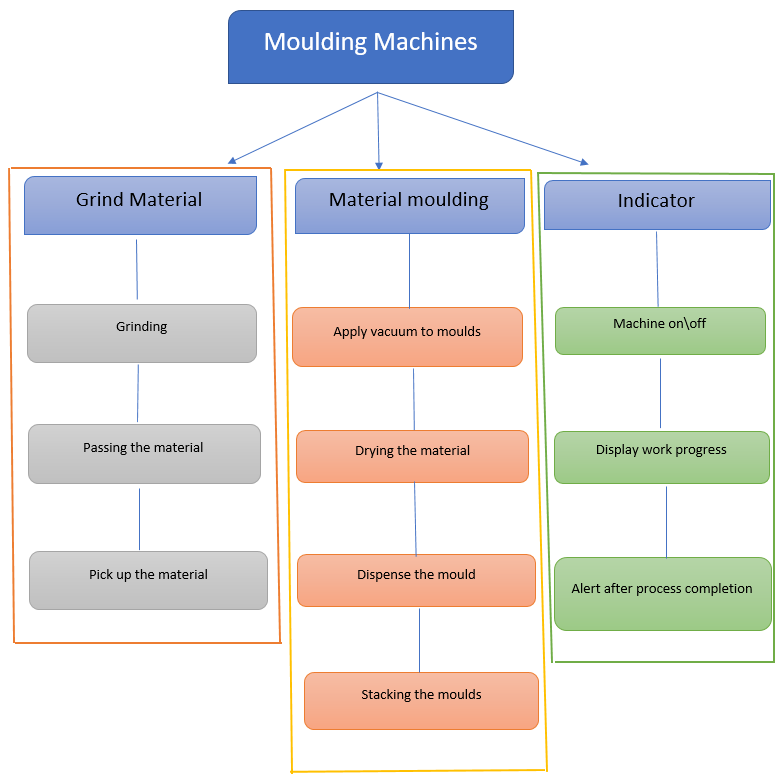 Moulding Machines
Grind Material
Material moulding
Indicator
Grinding
Apply vacuum to moulds
Machine on\off
Passing the material
Drying the material
Display work progress
Pick up the material
Dispense the mould
Alert after process completion
Stacking the moulds